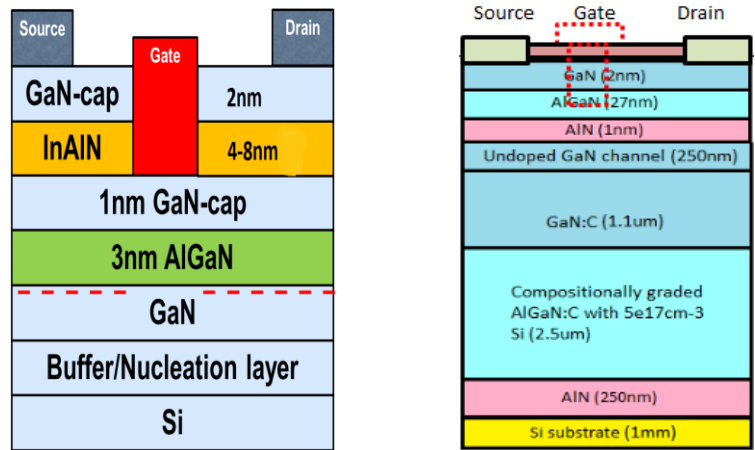 Source
Gate
Drain
GaN-cap
2nm
InAlN
4-8nm
1nm GaN-cap
3nm AlGaN
GaN
Buffer/Nucleation layer
Si
Source
Gate
Drain
GaN (2nm)
AlGaN (27nm)
AlN (1nm)
Undoped GaN channel (250nm)
GaN:C (1.1um)
Compositionally graded
AlGaN:C with 5e17cm-3
Si (2.5um)
AlN (250nm)
Si substrate (1mm)